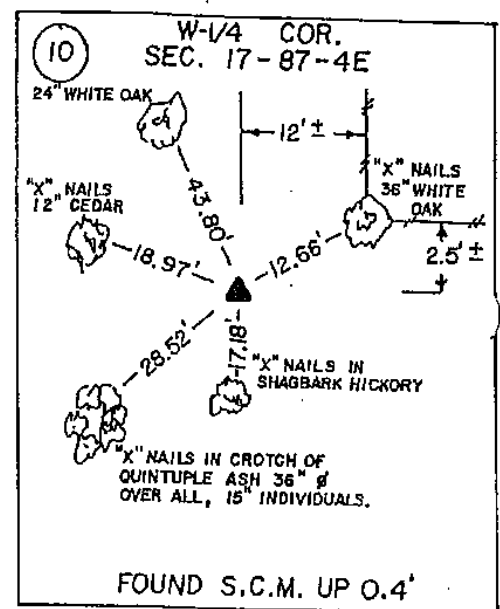 10
W-1/4 COR.
SEC. 17-87-4E
24" WHITE OAK
12' ±
"X" NAILS
36" WHITE
OAK
"X" NAILS
12" CEDAR
43.80'
18.97'
12.66'
2.5' ±
28.52'
17.18'
"X" NAILS IN
SHAGBARK HICKORY
"X" NAILS IN CROTCH OF
QUINTUPLE ASH 36" Ø
OVER ALL, 15" INDIVIDUALS.
FOUND S.C.M. UP 0.4'